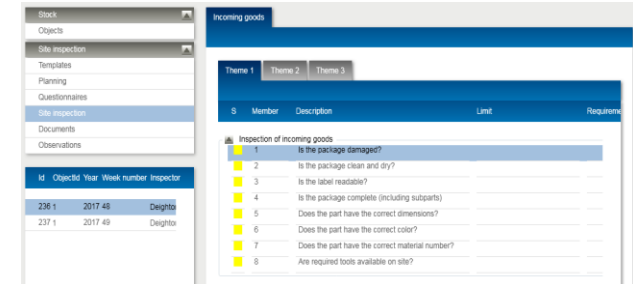 Stock
Objects
Site inspection
Templates
Planning
Questionnaires
Site inspection
Documents
Observations
Id ObjectId Year Week number Inspector
236 1 2017 48 Deighto
237 1 2017 49 Deighto
Incoming goods
Theme 1 Theme 2 Theme 3
S Member Description Limit Requireme
Inspection of incoming goods
1 Is the package damaged?
2 Is the package clean and dry?
3 Is the label readable?
4 Is the package complete (including subparts)
5 Does the part have the correct dimensions?
6 Does the part have the correct color?
7 Does the part have the correct material number?
8 Are required tools available on site?